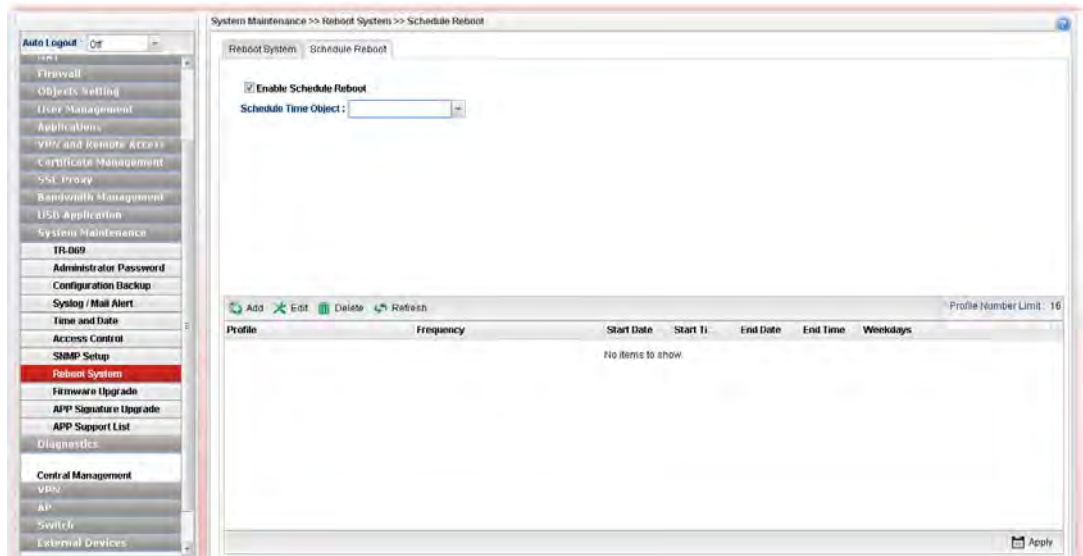 System Maintenance >> Reboot System >> Schedule Reboot
Auto Logout : Off
NAT
Firewall
Objects Setting
User Management
Applications
VPN and Remote Access
Certificate Management
SSL Proxy
Bandwidth Management
USB Application
System Maintenance
TR-069
Administrator Password
Configuration Backup
Syslog / Mail Alert
Time and Date
Access Control
SNMP Setup
Reboot System
Firmware Upgrade
APP Signature Upgrade
APP Support List
Diagnostics
Central Management
VPN
AP
Switch
External Devices
Reboot System
Schedule Reboot
Enable Schedule Reboot
Schedule Time Object :
Add Edit Delete Refresh
Profile Number Limit : 16
Profile Frequency Start Date Start Ti End Date End Time Weekdays
No items to show.
Apply